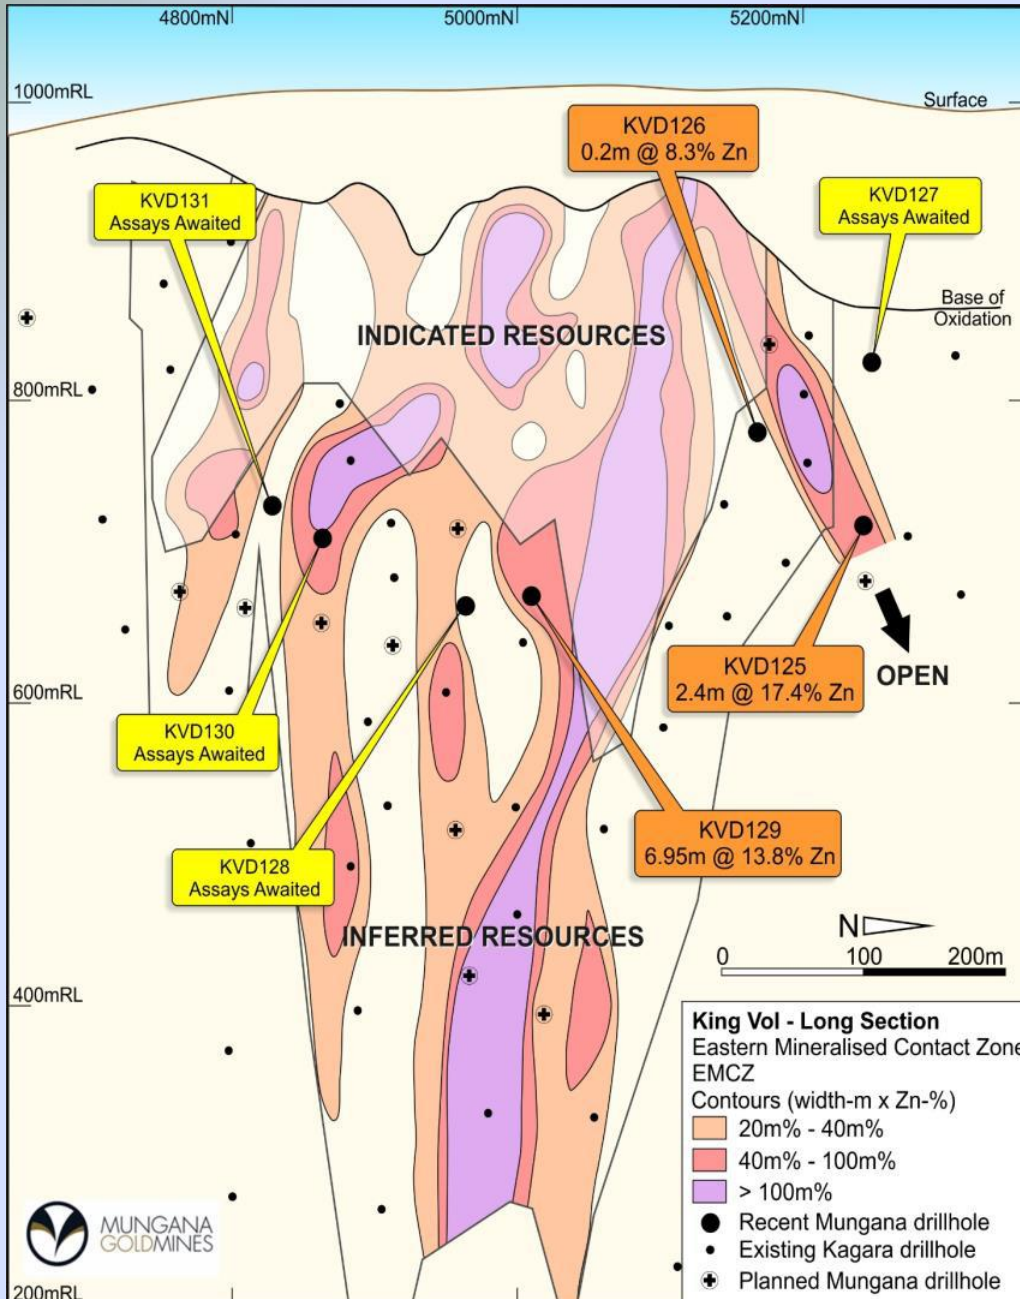 4800mN
5000mN
5200mN
1000mRL
Surface
KVD126
0.2m @ 8.3% Zn
KVD131
Assays Awaited
KVD127
Assays Awaited
Base of
Oxidation
INDICATED RESOURCES
800mRL
KVD125
2.4m @ 17.4% Zn
OPEN
600mRL
KVD130
Assays Awaited
KVD129
6.95m @ 13.8% Zn
KVD128
Assays Awaited
INFERRED RESOURCES
N
0
100
200m
400mRL
King Vol - Long Section
Eastern Mineralised Contact Zone
EMCZ
Contours (width-m x Zn-%)
20m% - 40m%
40m% - 100m%
> 100m%
Recent Mungana drillhole
Existing Kagara drillhole
Planned Mungana drillhole
MUNGANA
GOLDMINES
200mRL